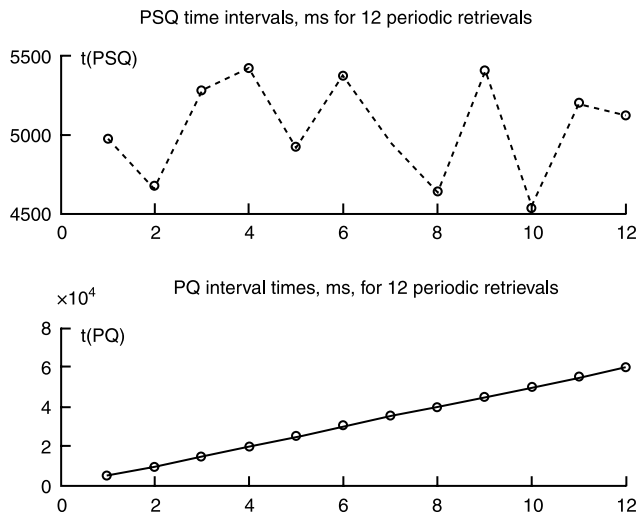 PSQ time intervals, ms for 12 periodic retrievals
5500
t(PSQ)
5000
4500
0 2 4 6 8 10 12
PQ interval times, ms, for 12 periodic retrievals
×10⁴
8
t(PQ)
6
4
2
0
0 2 4 6 8 10 12